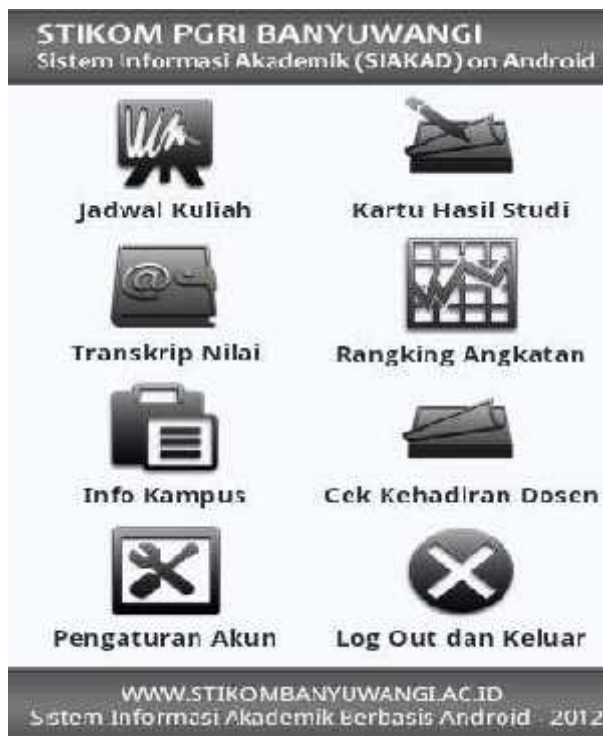 STIKOM PGRI BANYUWANGI
Sistem Informasi Akademik (SIAKAD) on Android
Jadwal Kuliah
Kartu Hasil Studi
Transkrip Nilai
Rangking Angkatan
Info Kampus
Cek Kehadiran Dosen
Pengaturan Akun
Log Out dan Keluar
WWW.STIKOMBANYUWANGI.AC.ID
Sistem Informasi Akademik Berbasis Android - 2012